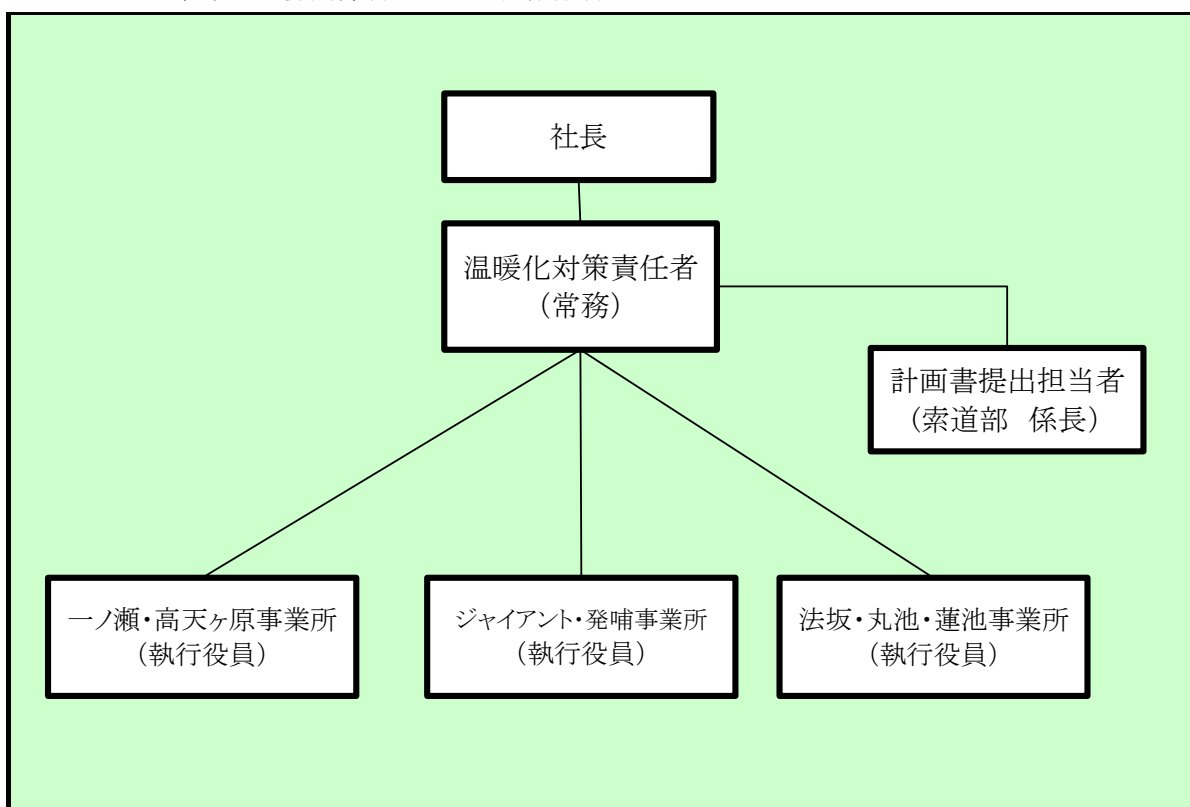 社長
温暖化対策責任者
(常務)
計画書提出担当者
(索道部　係長)
一ノ瀬・高天ヶ原事業所
(執行役員)
ジャイアント・発哺事業所
(執行役員)
法坂・丸池・蓮池事業所
(執行役員)